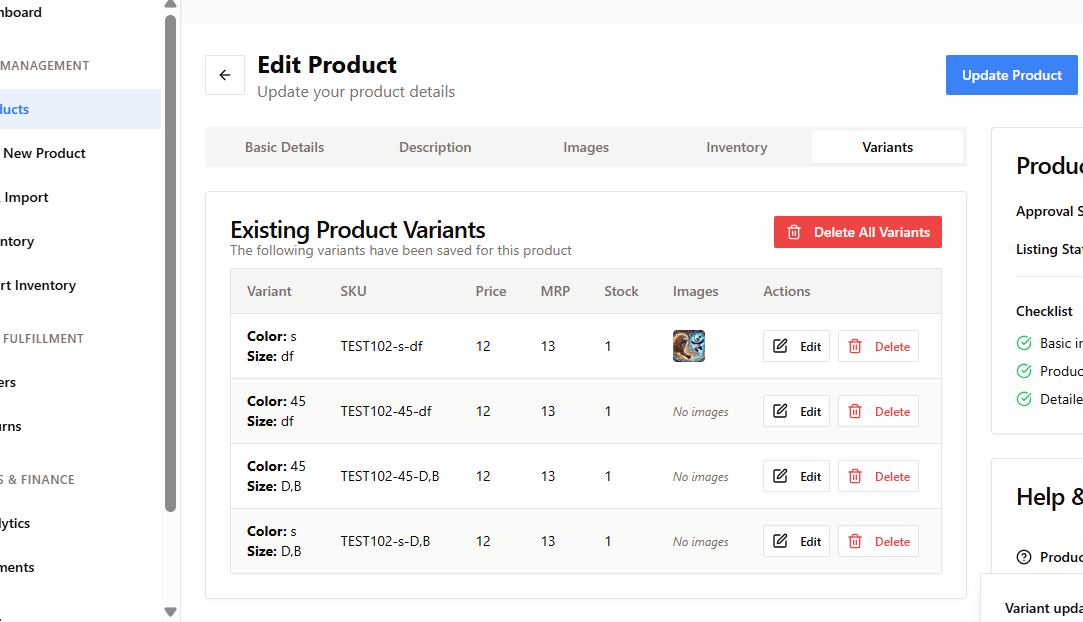 nboard
MANAGEMENT
ducts
New Product
Import
ntory
rt Inventory
FULFILLMENT
ers
urns
S & FINANCE
lytics
ments
Edit Product
Update your product details
Update Product
Basic Details
Description
Images
Inventory
Variants
Existing Product Variants
The following variants have been saved for this product
Delete All Variants
Variant SKU Price MRP Stock Images Actions
Color: s
Size: df
TEST102-s-df 12 13 1 Edit Delete
Color: 45
Size: df
TEST102-45-df 12 13 1 No images Edit Delete
Color: 45
Size: D,B
TEST102-45-D,B 12 13 1 No images Edit Delete
Color: s
Size: D,B
TEST102-s-D,B 12 13 1 No images Edit Delete
Produc
Approval S
Listing Sta
Checklist
Basic in
Produc
Detaile
Help &
Produc
Variant upda